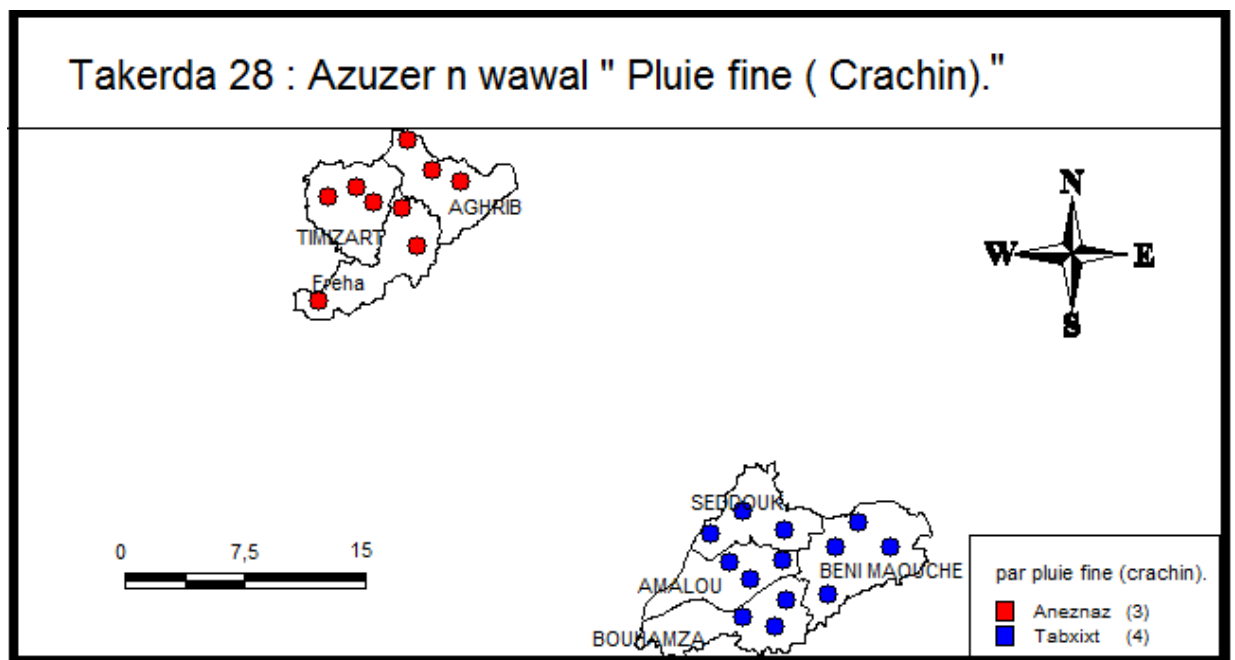 Takerda 28 : Azuzer n wawal " Pluie fine ( Crachin)."
AGHRIB
TIMIZART
Freha
N
W
E
S
SEDDOUK
0
7,5
15
BENI MAOUCHE
AMALOU
BOUHAMZA
par pluie fine (crachin).
Aneznaz (3)
Tabxixt (4)